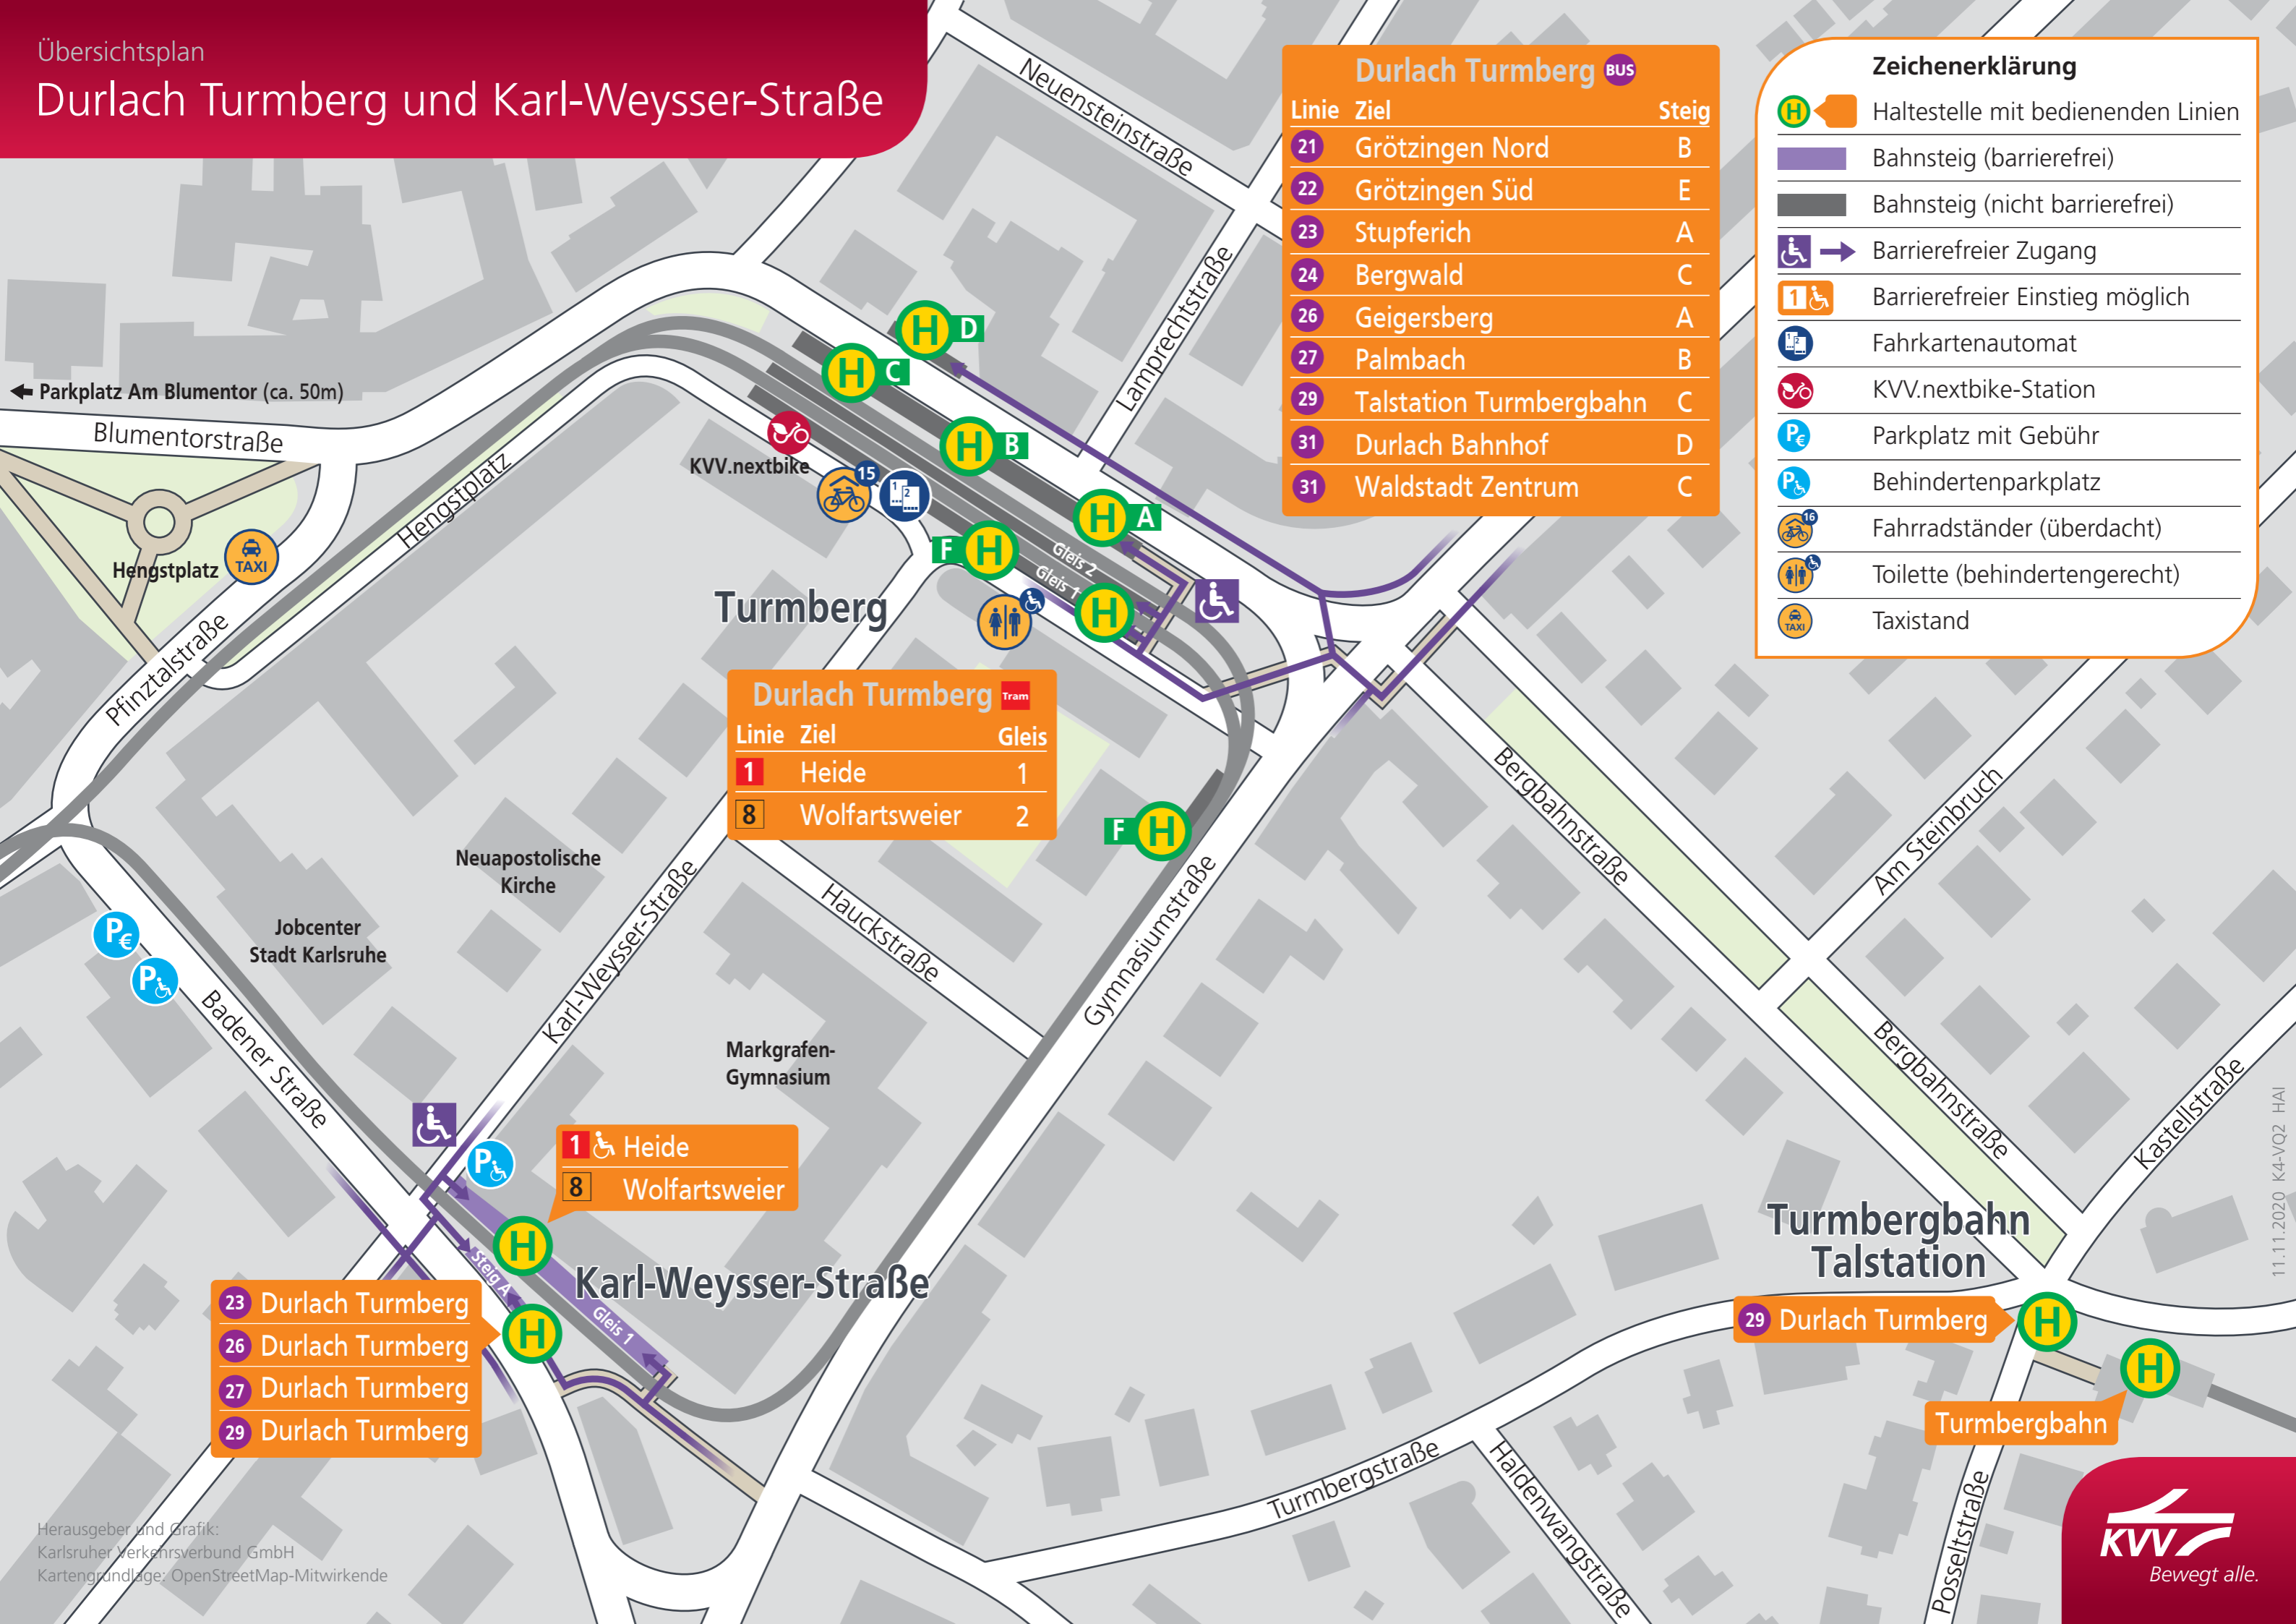 Übersichtsplan
Durlach Turmberg und Karl-Weysser-Straße
Durlach Turmberg BUS
Linie Ziel Steig
21 Grötzingen Nord B
22 Grötzingen Süd E
23 Stupferich A
24 Bergwald C
26 Geigersberg A
27 Palmbach B
29 Talstation Turmbergbahn C
31 Durlach Bahnhof D
31 Waldstadt Zentrum C
Zeichenerklärung
H Haltestelle mit bedienenden Linien
Bahnsteig (barrierefrei)
Bahnsteig (nicht barrierefrei)
Barrierefreier Zugang
1 Barrierefreier Einstieg möglich
1 2 Fahrkartenautomat
KVV.nextbike-Station
P€ Parkplatz mit Gebühr
P Behindertenparkplatz
16 Fahrradständer (überdacht)
Toilette (behindertengerecht)
TAXI Taxistand
Neuensteinstraße
Lamprechtstraße
Parkplatz Am Blumentor (ca. 50m)
Blumentorstraße
Hengstplatz
Hengstplatz
TAXI
Pfinztalstraße
H D
H C
H B
H A
F H
H
KVV.nextbike
15
1 2
Gleis 2
Gleis 1
Turmberg
Durlach Turmberg Tram
Linie Ziel Gleis
1 Heide 1
8 Wolfartsweier 2
F H
Bergbahnstraße
Am Steinbruch
Neuapostolische
Kirche
Jobcenter
Stadt Karlsruhe
P€
P
Badener Straße
Karl-Weysser-Straße
Hauckstraße
Gymnasiumstraße
Markgrafen-
Gymnasium
Bergbahnstraße
Kastellstraße
P
1 Heide
8 Wolfartsweier
H
Steig A
Gleis 1
H
Karl-Weysser-Straße
23 Durlach Turmberg
26 Durlach Turmberg
27 Durlach Turmberg
29 Durlach Turmberg
Turmbergbahn
Talstation
29 Durlach Turmberg
H
H
Turmbergbahn
Turmbergstraße
Haldenwangstraße
Posseltstraße
11.11.2020 K4-VQ2 HAI
Herausgeber und Grafik:
Karlsruher Verkehrsverbund GmbH
Kartengrundlage: OpenStreetMap-Mitwirkende
KVV
Bewegt alle.